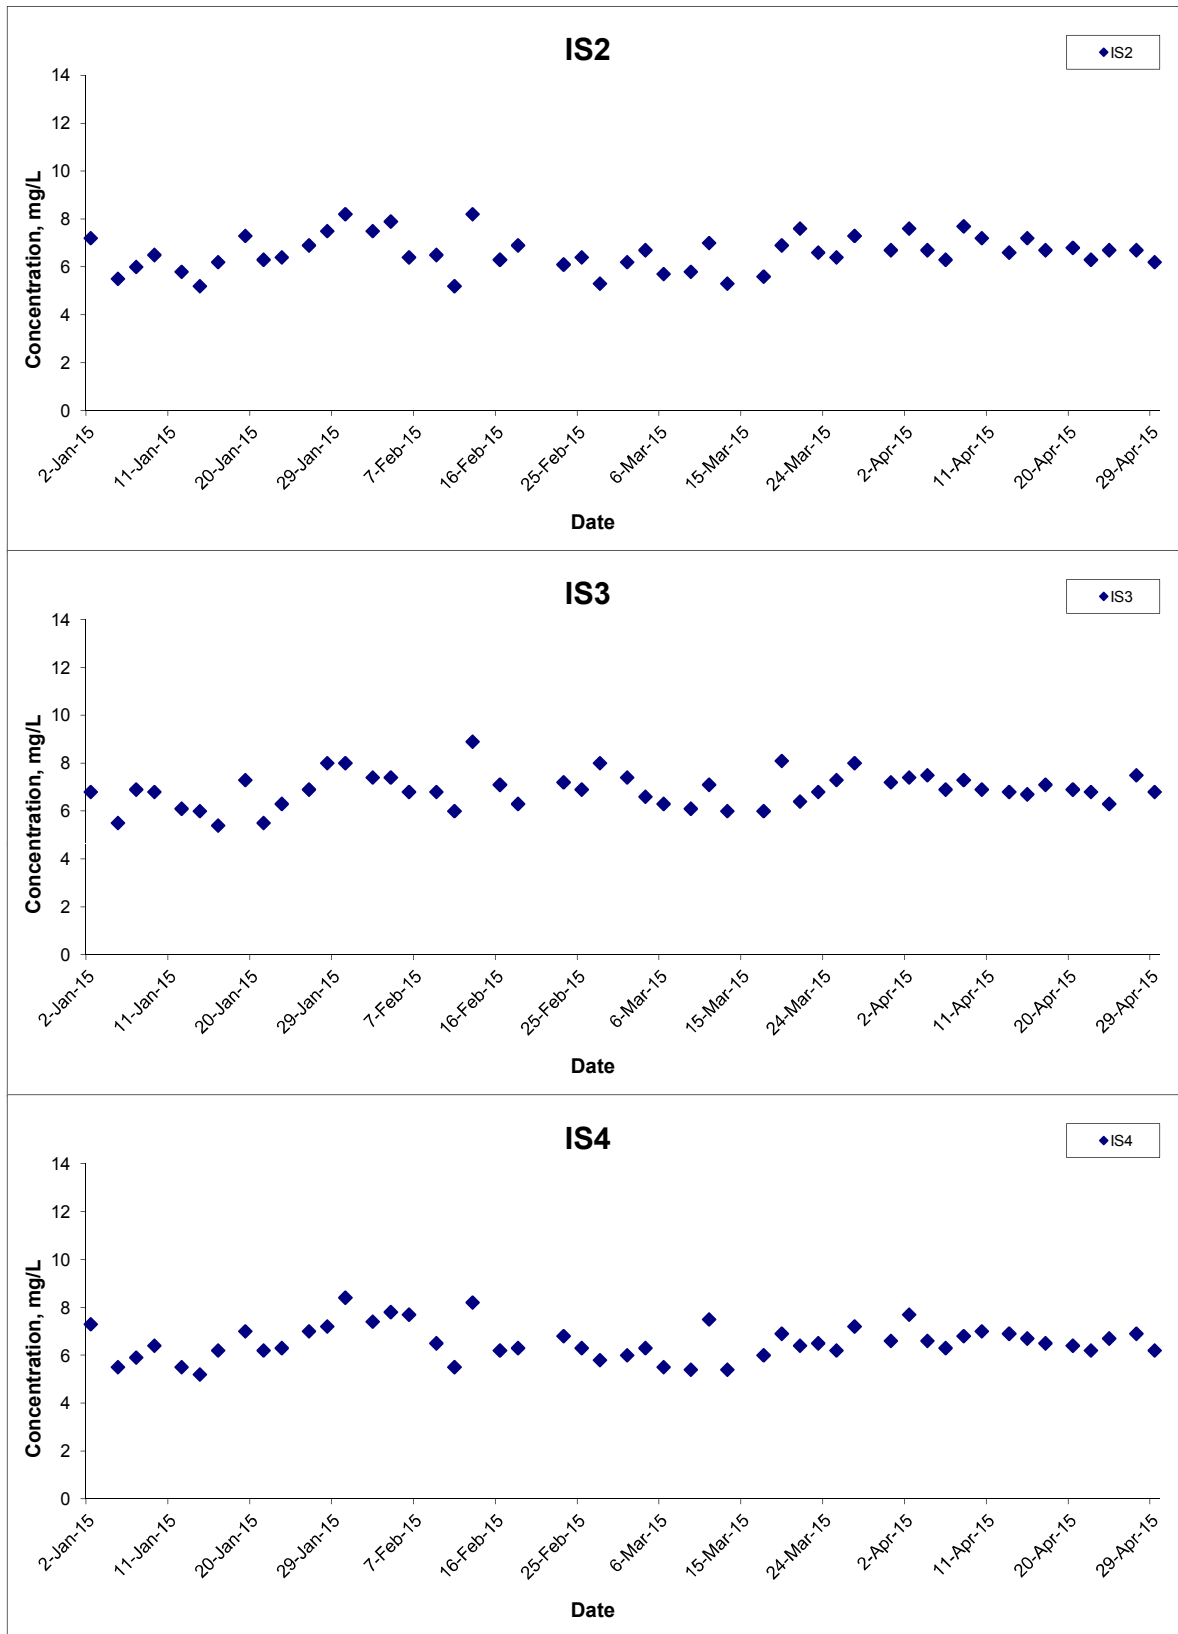 IS2
IS2
Concentration, mg/L
14
12
10
8
6
4
2
0
2-Jan-15
11-Jan-15
20-Jan-15
29-Jan-15
7-Feb-15
16-Feb-15
25-Feb-15
6-Mar-15
15-Mar-15
24-Mar-15
2-Apr-15
11-Apr-15
20-Apr-15
29-Apr-15
Date
IS3
IS3
Concentration, mg/L
14
12
10
8
6
4
2
0
2-Jan-15
11-Jan-15
20-Jan-15
29-Jan-15
7-Feb-15
16-Feb-15
25-Feb-15
6-Mar-15
15-Mar-15
24-Mar-15
2-Apr-15
11-Apr-15
20-Apr-15
29-Apr-15
Date
IS4
IS4
Concentration, mg/L
14
12
10
8
6
4
2
0
2-Jan-15
11-Jan-15
20-Jan-15
29-Jan-15
7-Feb-15
16-Feb-15
25-Feb-15
6-Mar-15
15-Mar-15
24-Mar-15
2-Apr-15
11-Apr-15
20-Apr-15
29-Apr-15
Date